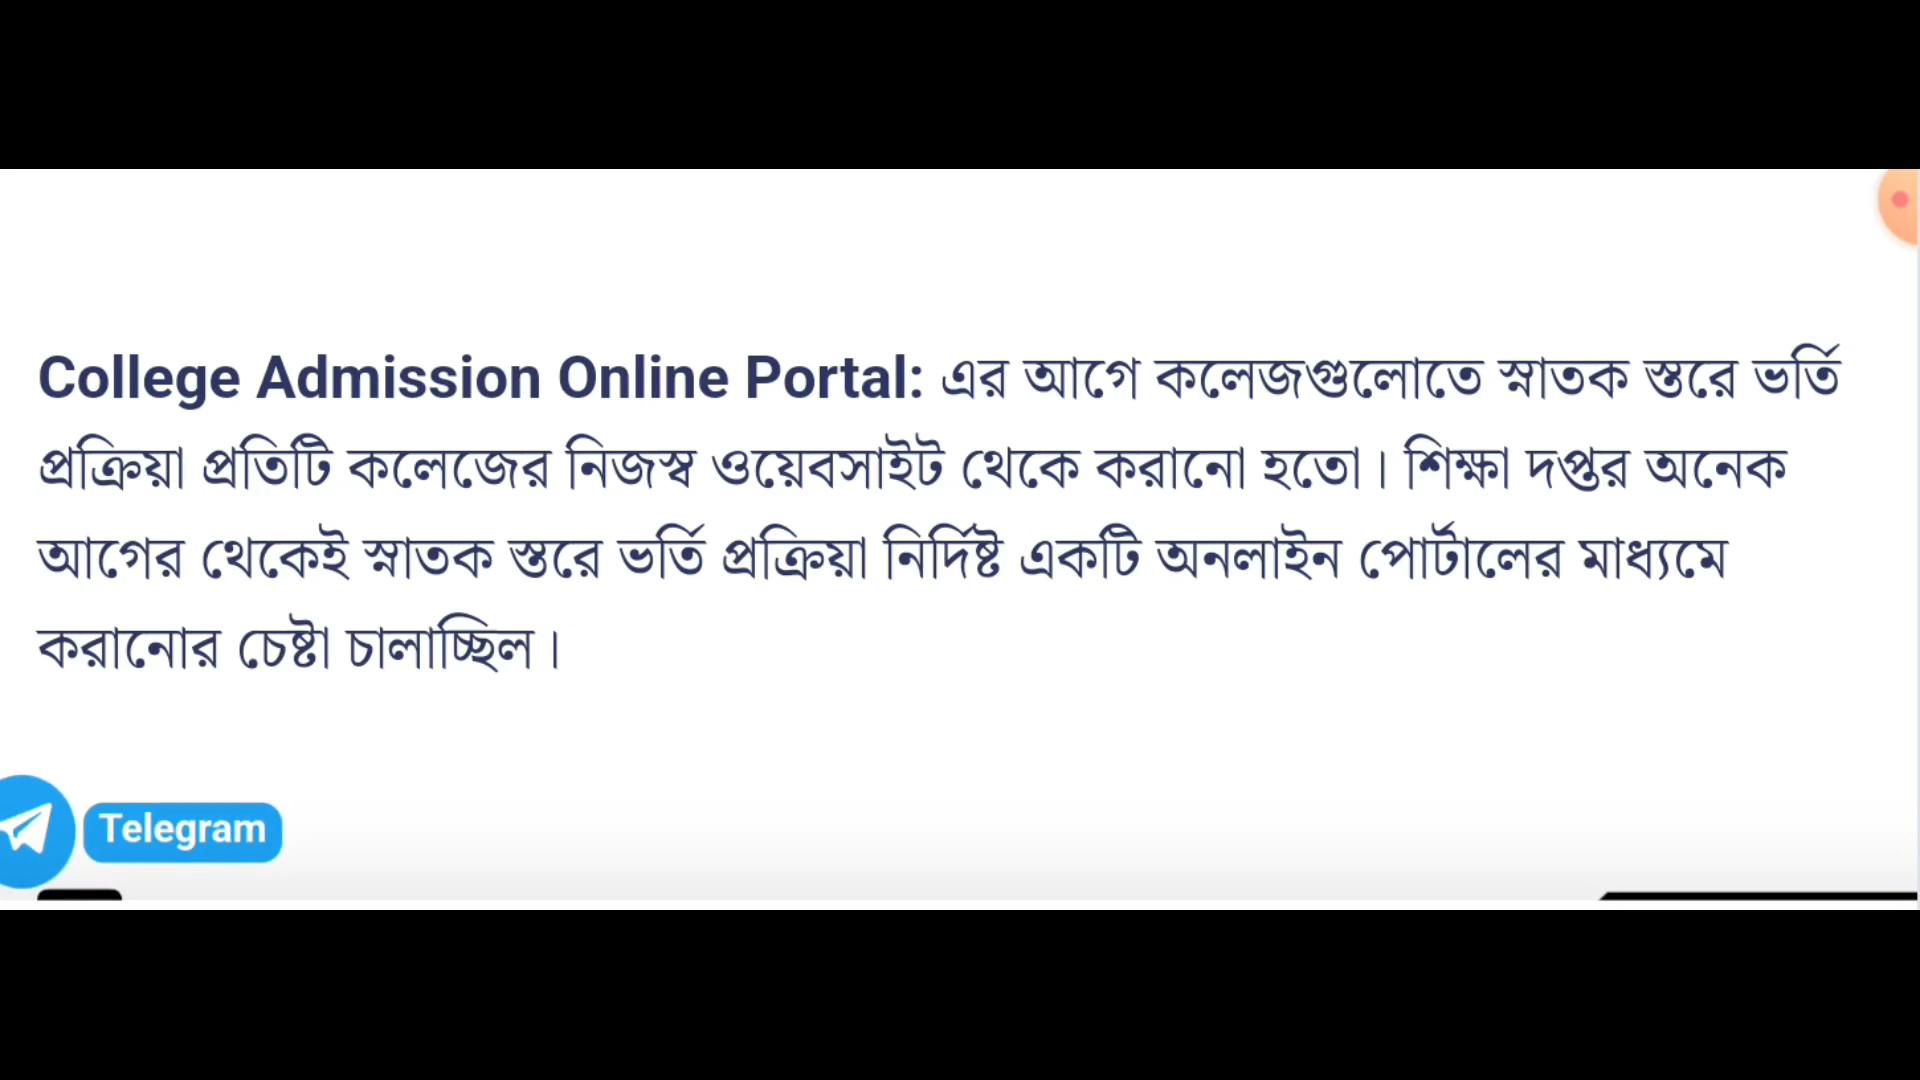 College Admission Online Portal: এর আগে কলেজগুলোতে স্নাতক স্তরে ভর্তি
প্রক্রিয়া প্রতিটি কলেজের নিজস্ব ওয়েবসাইট থেকে করানো হতো। শিক্ষা দপ্তর অনেক
আগের থেকেই স্নাতক স্তরে ভর্তি প্রক্রিয়া নির্দিষ্ট একটি অনলাইন পোর্টালের মাধ্যমে
করানোর চেষ্টা চালাচ্ছিল।
Telegram